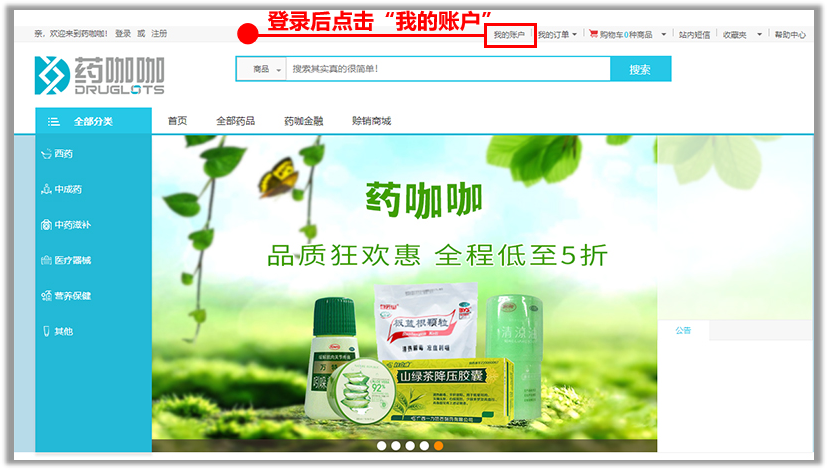 登录后点击“我的账户”
亲，欢迎来到药咖咖！ 登录 或 注册
我的账户 我的订单 购物车0种商品 站内短信 收藏夹 帮助中心
药咖咖
DRUGLOTS
商品 搜索其实真的很简单！ 搜索
全部分类 首页 全部药品 药咖金融 赊销商城
西药
中成药
中药滋补
医疗器械
营养保健
其他
药咖咖
品质狂欢惠 全程低至5折
板蓝根颗粒
92%
山绿茶降压胶囊
公告